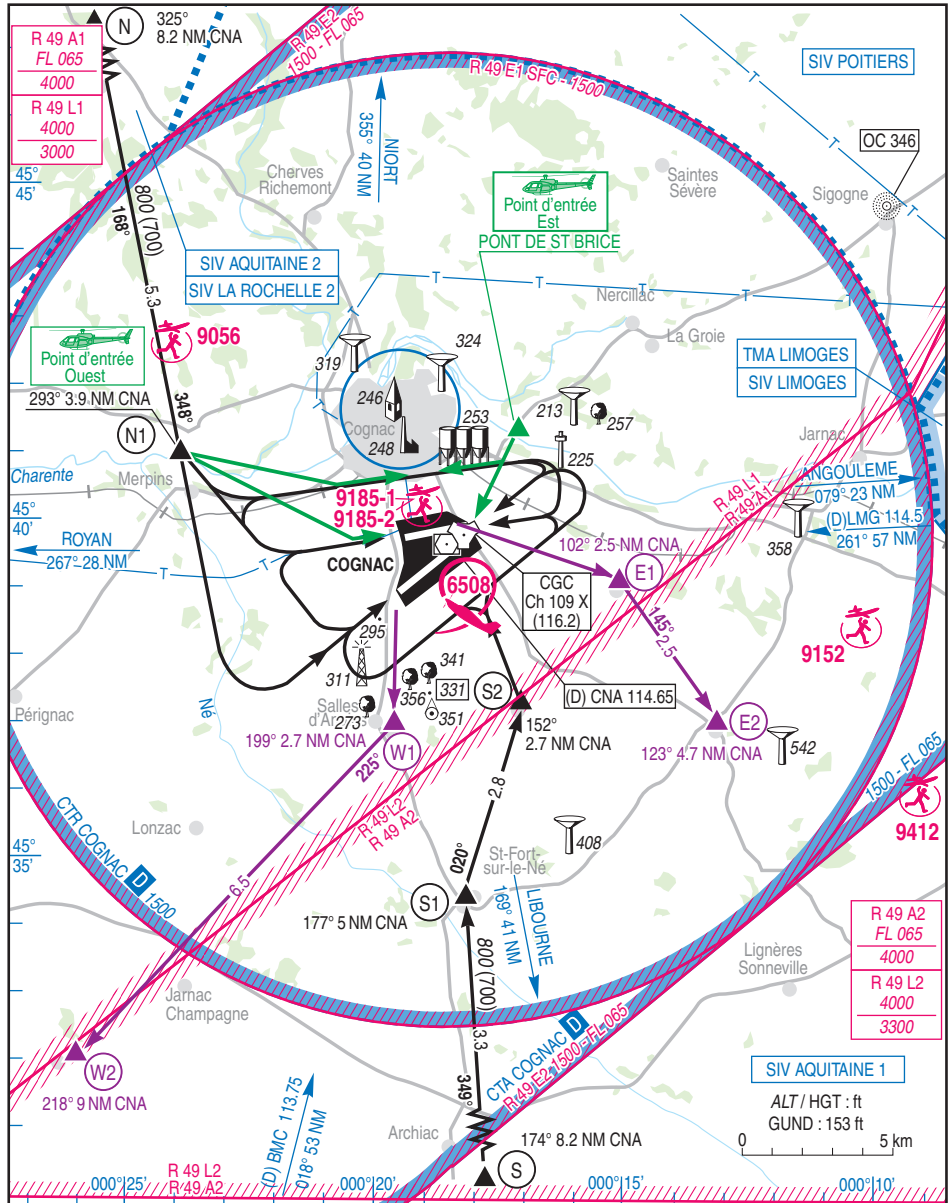 N
325°
8.2 NM CNA
R 49 A1
FL 065
4000
R 49 L1
4000
3000
R 49 E2
1500 - FL 065
R 49 E1 SFC - 1500
SIV POITIERS
OC 346
45°
45'
NIORT
355° 40 NM
Cherves
Richemont
Saintes
Sévère
Sigogne
Point d'entrée
Est
PONT DE ST BRICE
800 (700)
168°
5.3
348°
SIV AQUITAINE 2
SIV LA ROCHELLE 2
Nercillac
La Groie
9056
Point d'entrée
Ouest
293° 3.9 NM CNA
N1
319
324
246
Cognac
248
253
213
257
225
TMA LIMOGES
SIV LIMOGES
Jarnac
Charente
Merpins
45°
40'
9185-1
9185-2
R 49 L1
R 49 A1
ANGOULEME
079° 23 NM
(D)LMG 114.5
261° 57 NM
358
ROYAN
267° 28 NM
COGNAC
102° 2.5 NM CNA
E1
6508
CGC
Ch 109 X
(116.2)
145°
2.5
9152
295
311
341
356
331
351
273
Salles
Né
Pérignac
S2
152°
2.7 NM CNA
(D) CNA 114.65
E2
123° 4.7 NM CNA
542
199° 2.7 NM CNA
W1
225°
R 49 L2
R 49 A2
2.8
1500 - FL 065
9412
Lonzac
408
45°
35'
CTR COGNAC D 1500
6.5
020°
St-Fort-
sur-le-Né
S1
177° 5 NM CNA
LIBOURNE
169° 41 NM
R 49 A2
FL 065
4000
R 49 L2
4000
3300
Lignères
Sonneville
Jarnac
Champagne
800 (700)
3.3
349°
CTA COGNAC D
R 49 E2 1500 - FL 065
W2
218° 9 NM CNA
SIV AQUITAINE 1
ALT / HGT : ft
GUND : 153 ft
0 5 km
(D) BMC 113.75
018° 53 NM
Archiac
174° 8.2 NM CNA
S
R 49 L2
R 49 A2
000°25' 000°20' 000°15' 000°10'
T T T T T T T T T T T